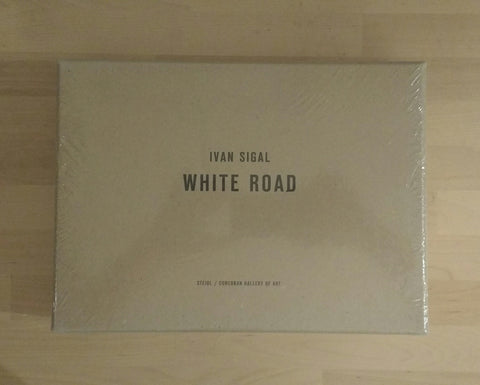 IVAN SIGAL
WHITE ROAD
STEIDL / CORCORAN GALLERY OF ART